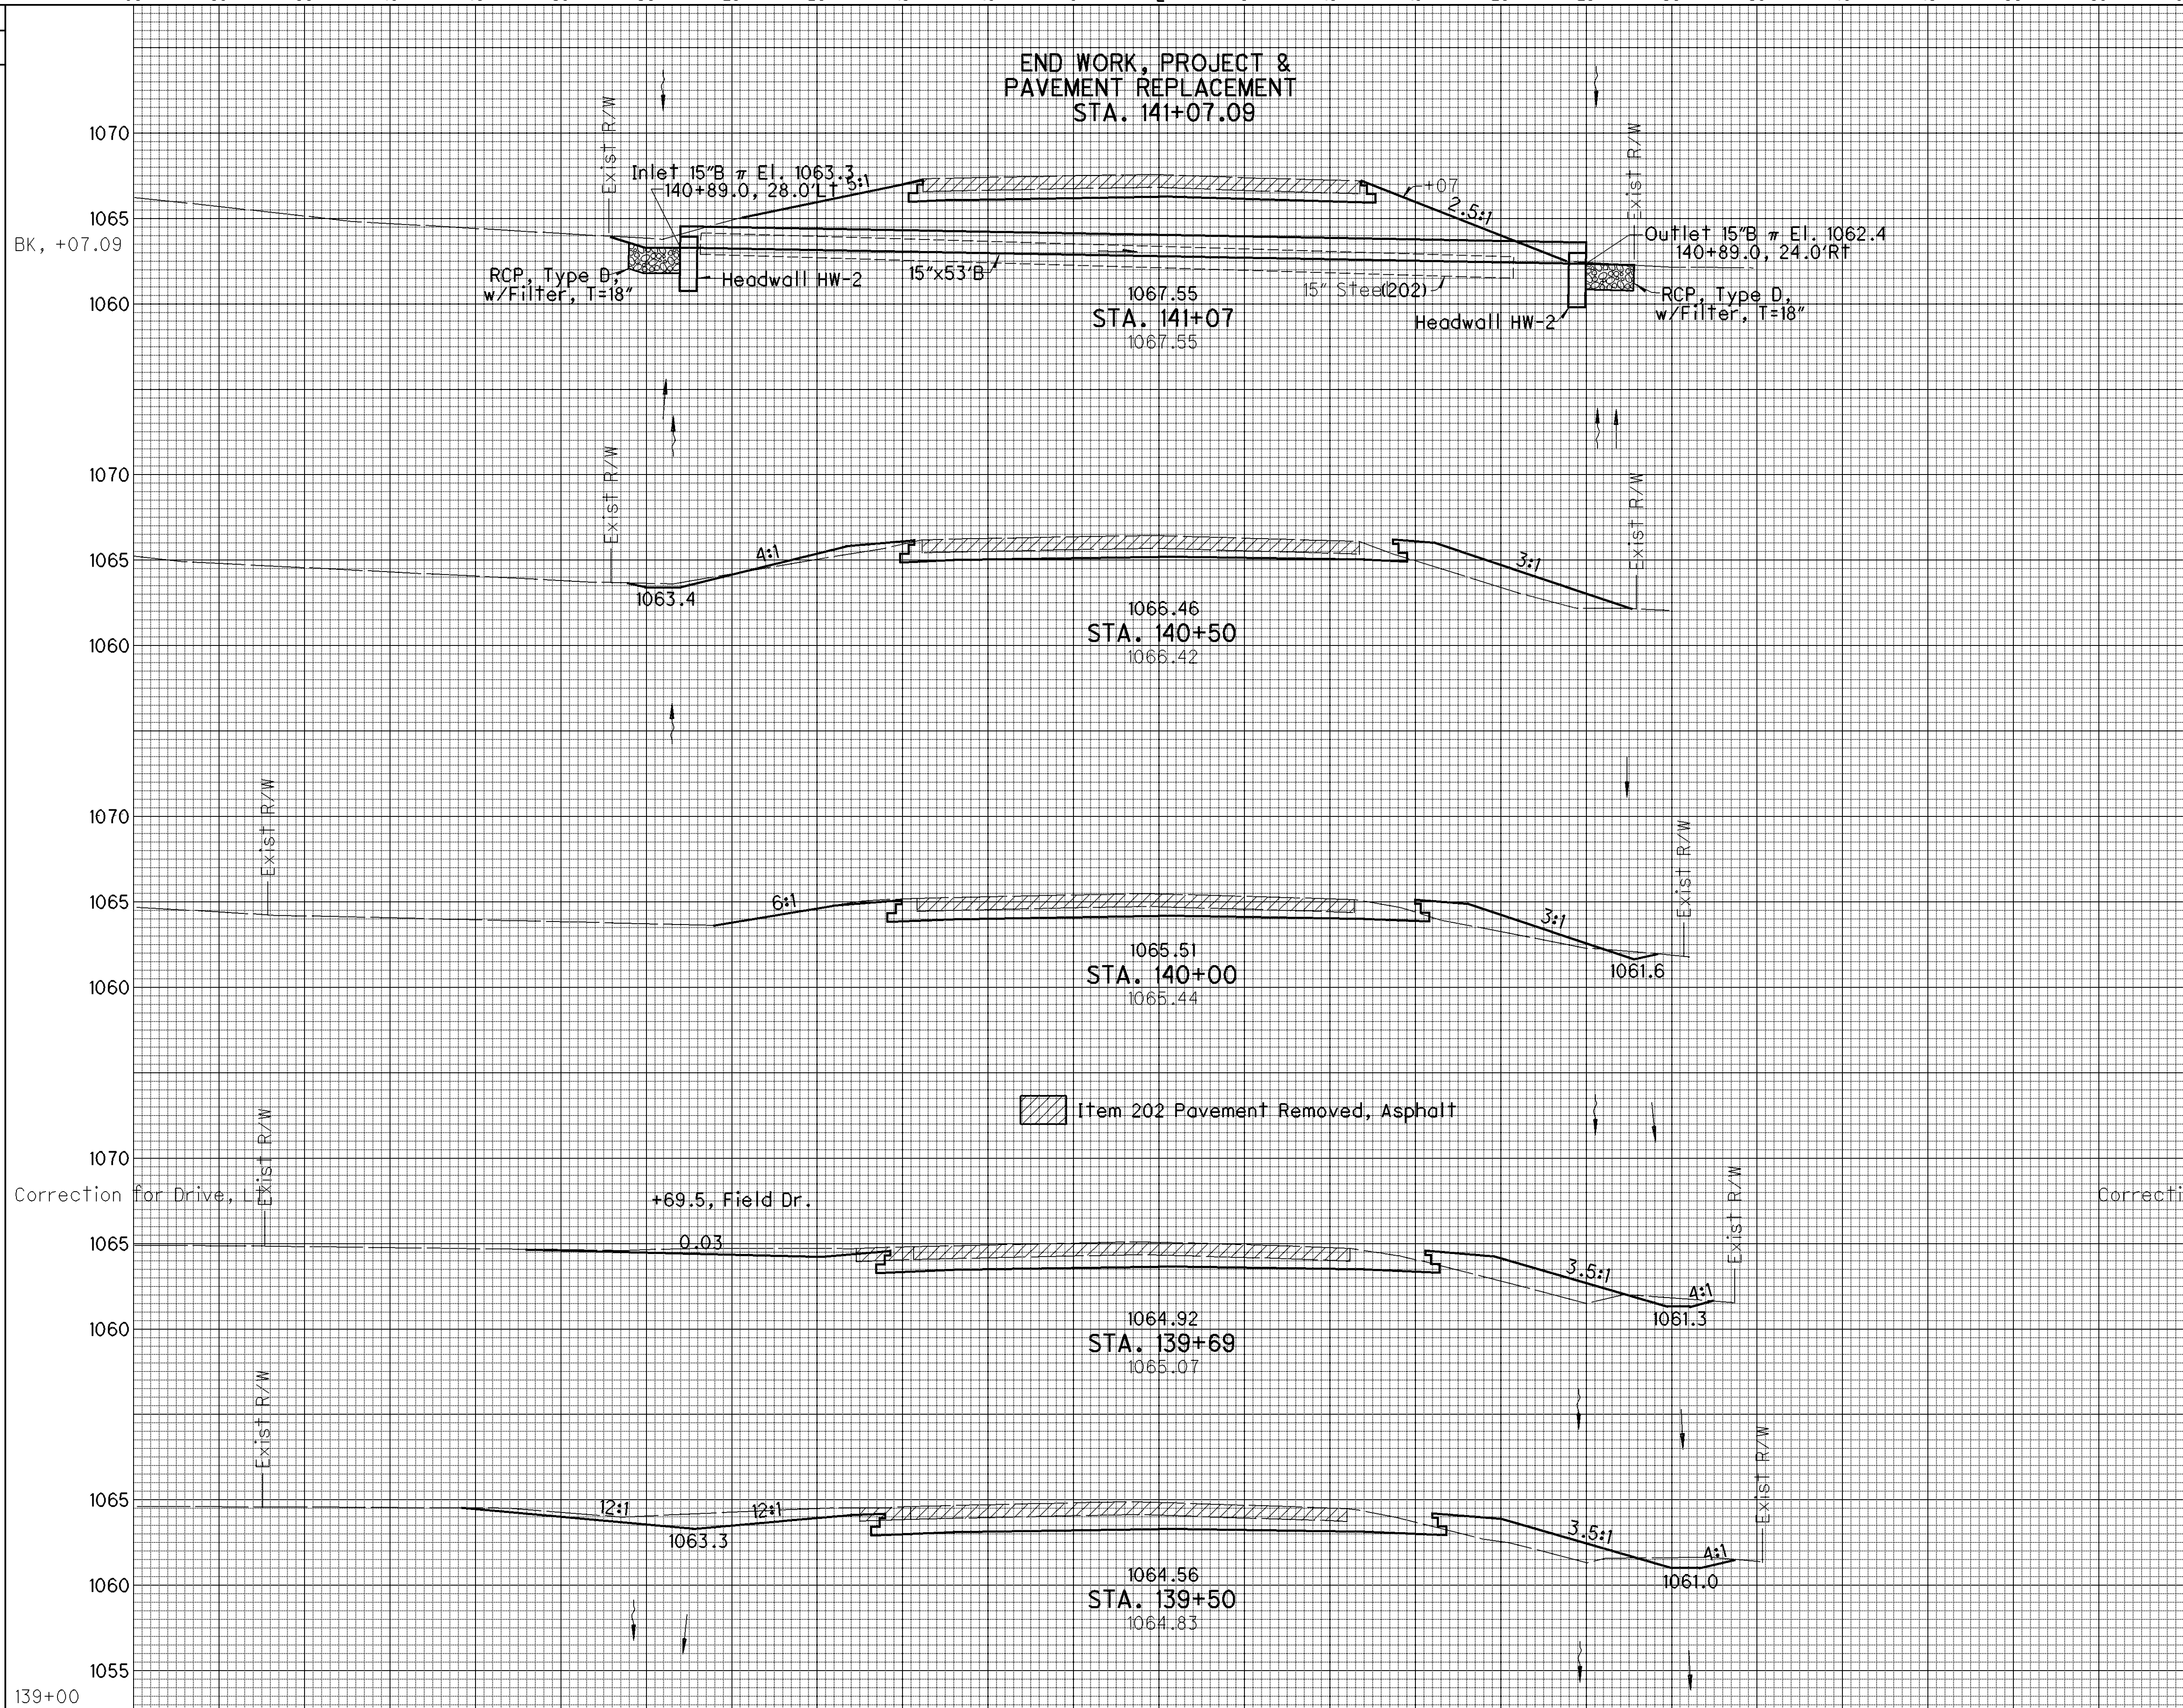 END WORK, PROJECT &
PAVEMENT REPLACEMENT
STA. 141+07.09
Exist R/W
Exist R/W
1070
Inlet 15"B π El. 1063.3
140+89.0, 28.0'Lt
5:1
+07
2.5:1
1065
BK, +07.09
Outlet 15"B π El. 1062.4
140+89.0, 24.0'Rt
RCP, Type D,
w/Filter, T=18"
Headwall HW-2
15"x53'B
15" Steel(202)
RCP, Type D,
w/Filter, T=18"
1060
1067.55
STA. 141+07
1067.55
Headwall HW-2
Exist R/W
Exist R/W
1070
1065
4:1
3:1
1063.4
1066.46
STA. 140+50
1066.42
1060
Exist R/W
Exist R/W
1070
1065
6:1
3:1
1065.51
STA. 140+00
1065.44
1061.6
1060
Item 202 Pavement Removed, Asphalt
Exist R/W
Exist R/W
1070
Correction for Drive, Lt
Correcti
+69.5, Field Dr.
1065
0.03
3.5:1
4:1
1061.3
1060
1064.92
STA. 139+69
1065.07
Exist R/W
Exist R/W
1065
12:1
12:1
1063.3
3.5:1
4:1
1061.0
1060
1064.56
STA. 139+50
1064.83
1055
139+00